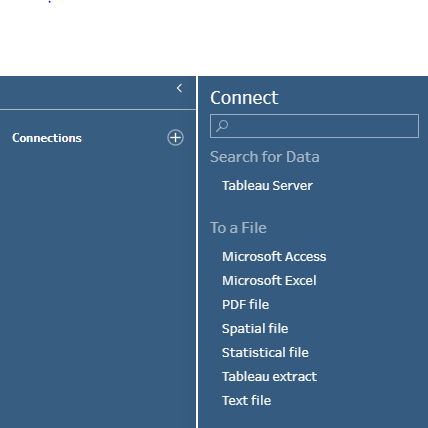 Connections
Connect
Search for Data
Tableau Server
To a File
Microsoft Access
Microsoft Excel
PDF file
Spatial file
Statistical file
Tableau extract
Text file